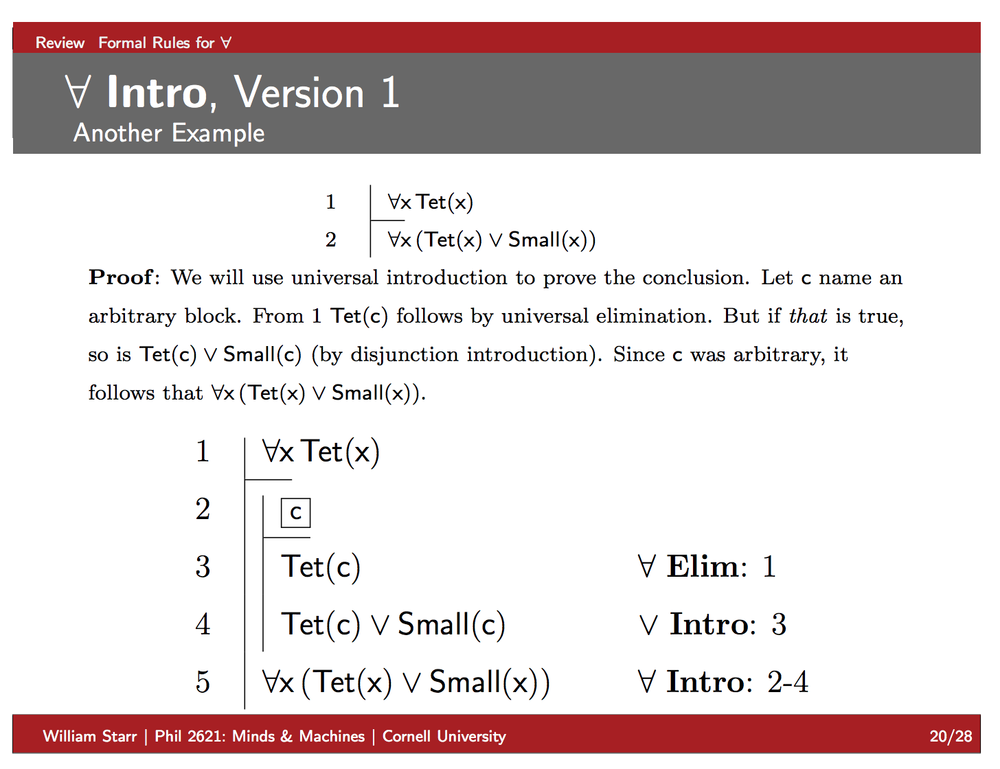 Review Formal Rules for ∀
∀ Intro, Version 1
Another Example
1 ∀x Tet(x)
2 ∀x (Tet(x) ∨ Small(x))
Proof: We will use universal introduction to prove the conclusion. Let c name an
arbitrary block. From 1 Tet(c) follows by universal elimination. But if that is true,
so is Tet(c) ∨ Small(c) (by disjunction introduction). Since c was arbitrary, it
follows that ∀x (Tet(x) ∨ Small(x)).
1 ∀x Tet(x)
2 c
3 Tet(c) ∀ Elim: 1
4 Tet(c) ∨ Small(c) ∨ Intro: 3
5 ∀x (Tet(x) ∨ Small(x)) ∀ Intro: 2-4
William Starr | Phil 2621: Minds & Machines | Cornell University 20/28